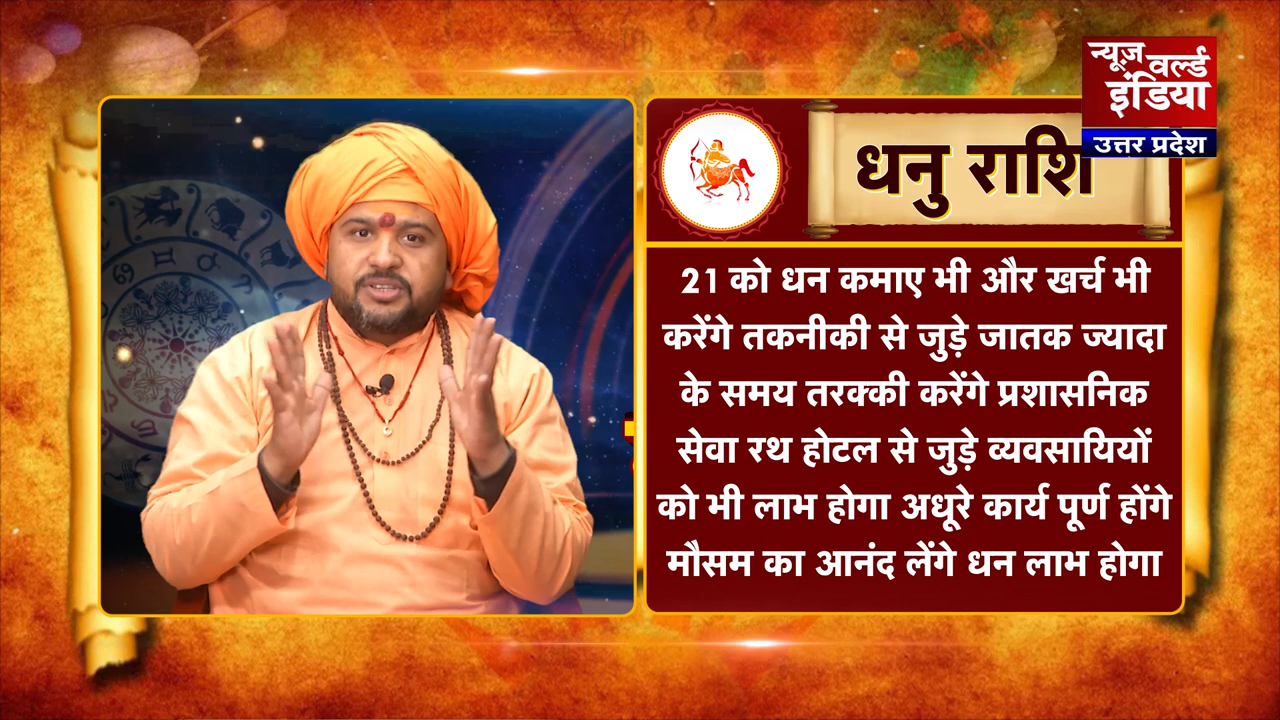 न्यूज़
वर्ल्ड
इंडिया
उत्तर प्रदेश
धनु राशि
21 को धन कमाए भी और खर्च भी
करेंगे तकनीकी से जुड़े जातक ज्यादा
के समय तरक्की करेंगे प्रशासनिक
सेवा रथ होटल से जुड़े व्यवसायियों
को भी लाभ होगा अधूरे कार्य पूर्ण होंगे
मौसम का आनंद लेंगे धन लाभ होगा